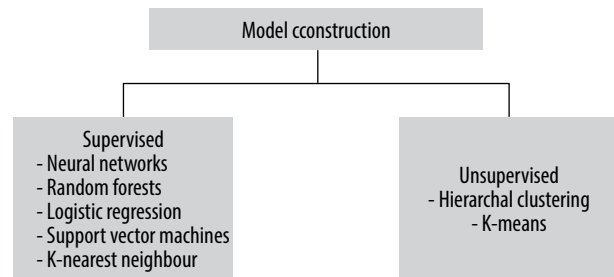 Model cconstruction
Supervised
- Neural networks
- Random forests
- Logistic regression
- Support vector machines
- K-nearest neighbour
Unsupervised
- Hierarchal clustering
- K-means